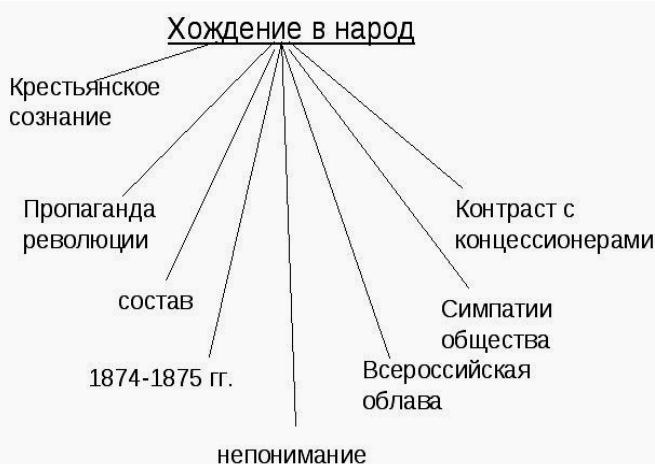 Хождение в народ
Крестьянское
сознание
Пропаганда
революции
Контраст с
концессионерами
состав
Симпатии
общества
1874-1875 гг.
Всероссийская
облава
непонимание